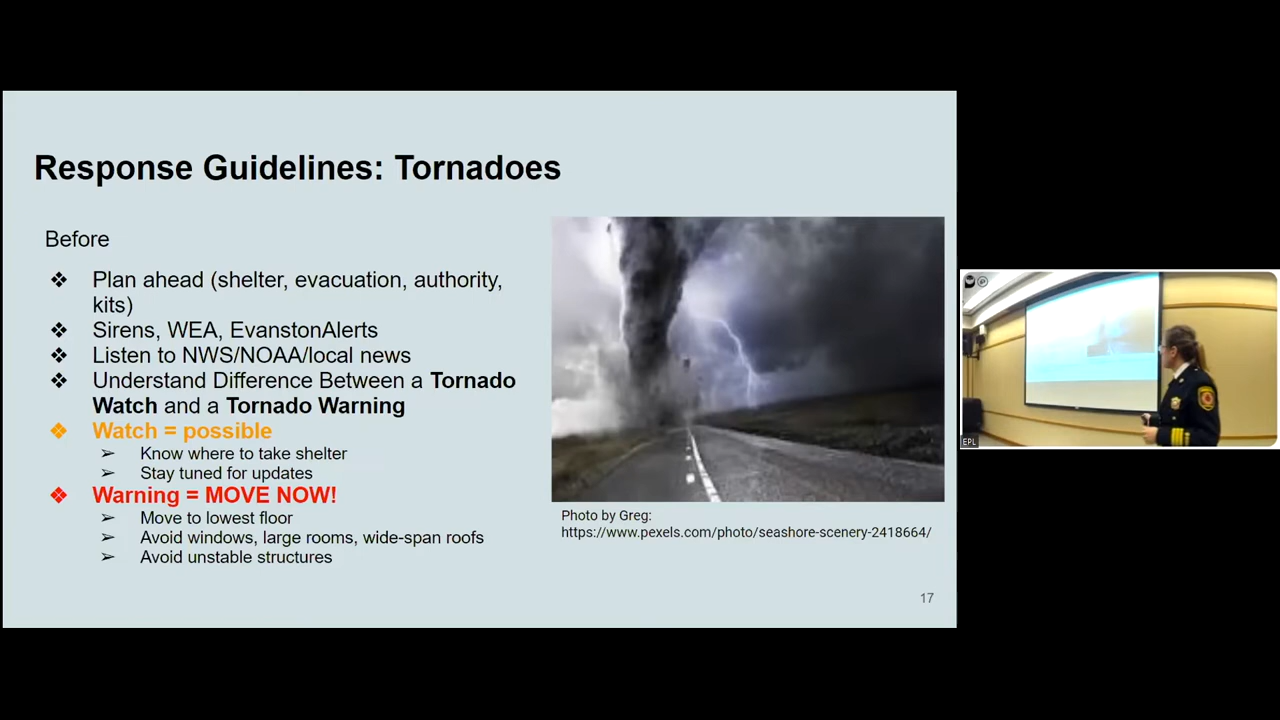 Response Guidelines: Tornadoes
Before
❖ Plan ahead (shelter, evacuation, authority,
kits)
❖ Sirens, WEA, EvanstonAlerts
❖ Listen to NWS/NOAA/local news
❖ Understand Difference Between a Tornado
Watch and a Tornado Warning
❖ Watch = possible
➢ Know where to take shelter
➢ Stay tuned for updates
❖ Warning = MOVE NOW!
➢ Move to lowest floor
➢ Avoid windows, large rooms, wide-span roofs
➢ Avoid unstable structures
Photo by Greg:
https://www.pexels.com/photo/seashore-scenery-2418664/
17
EPL